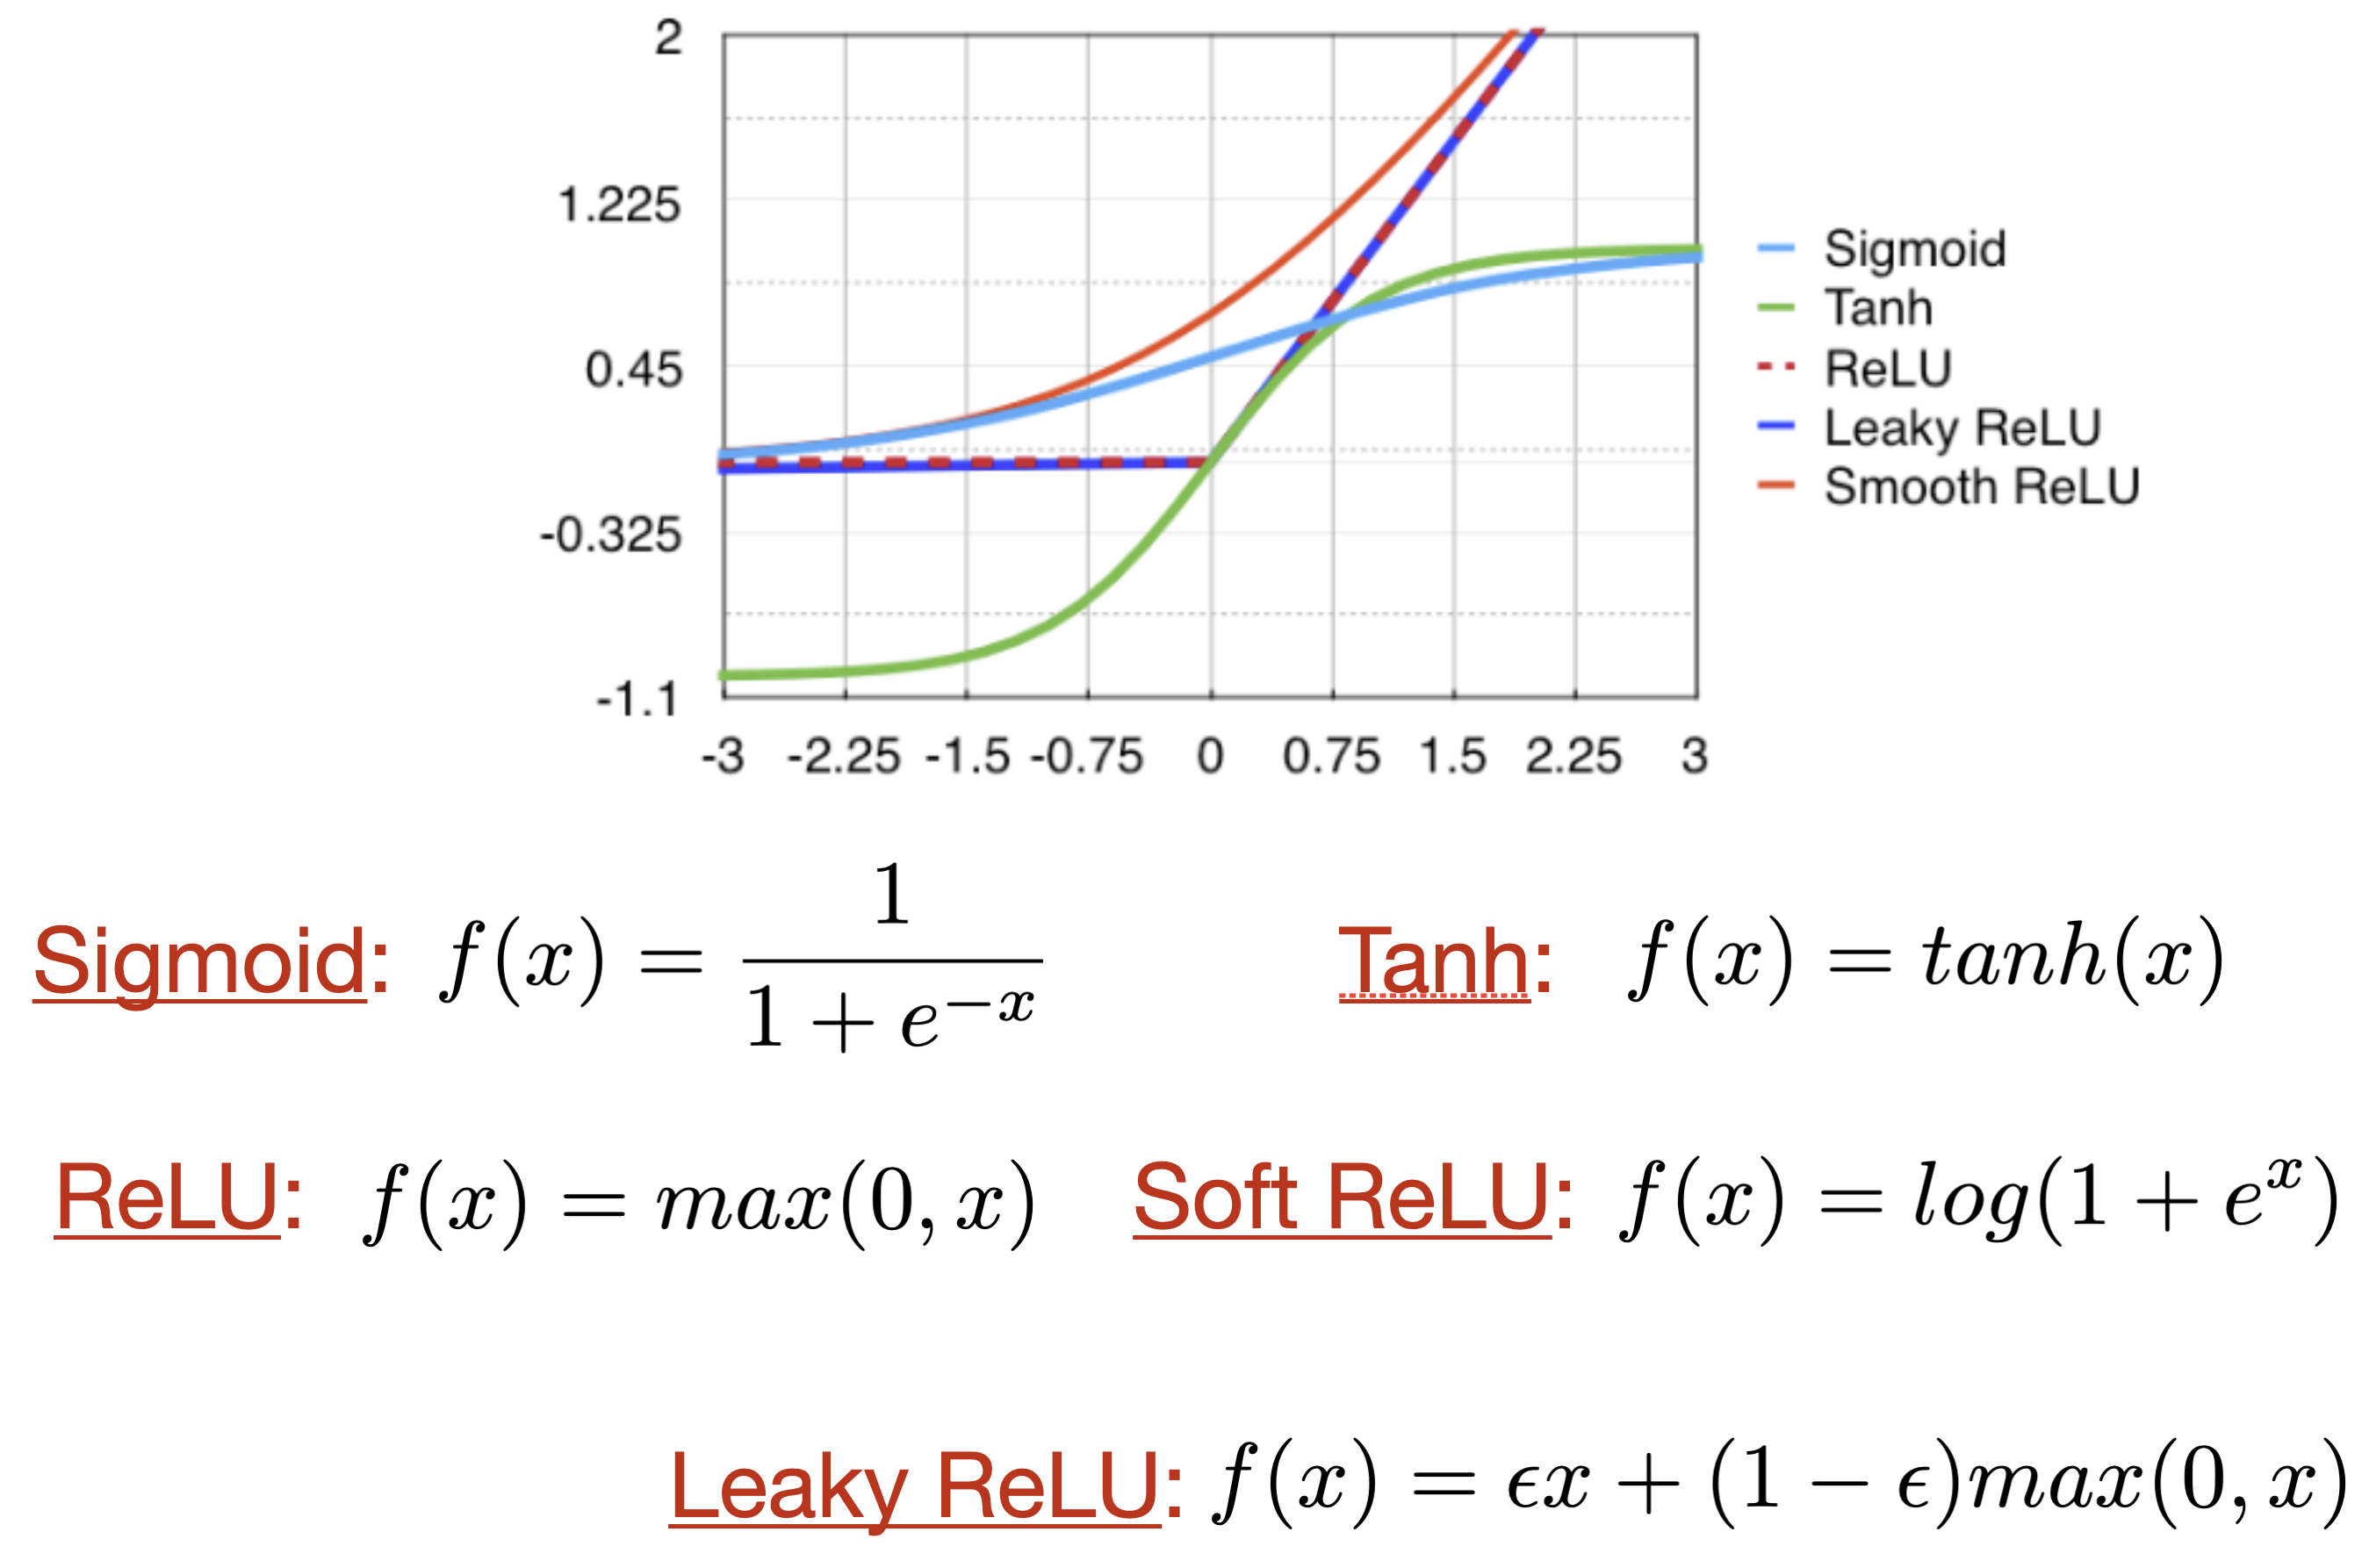 2
1.225
0.45
-0.325
-1.1
-3 -2.25 -1.5 -0.75 0 0.75 1.5 2.25 3
Sigmoid
Tanh
ReLU
Leaky ReLU
Smooth ReLU
Sigmoid: f(x) = \frac{1}{1 + e^{-x}}
Tanh: f(x) = tanh(x)
ReLU: f(x) = max(0, x)
Soft ReLU: f(x) = log(1 + e^x)
Leaky ReLU: f(x) = ϵx + (1 − ϵ)max(0, x)